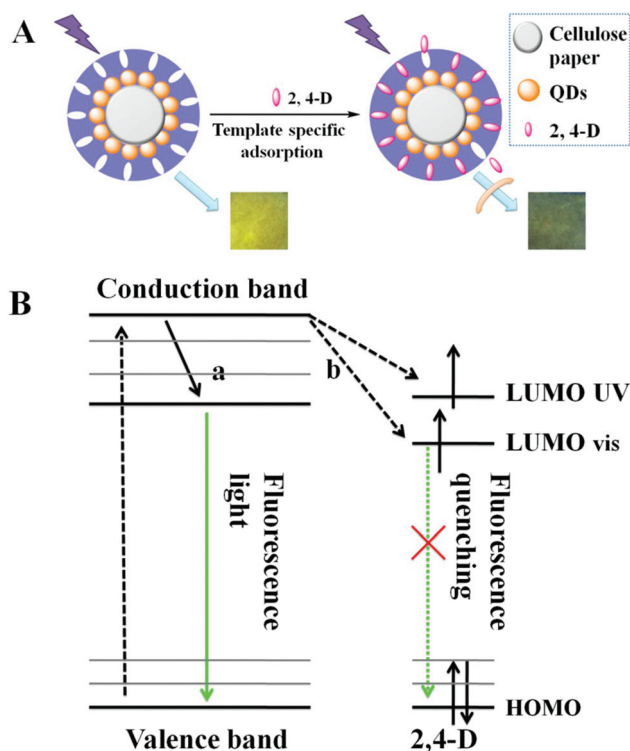 A
2, 4-D
Template specific
adsorption
Cellulose
paper
QDs
2, 4-D
B
Conduction band
a
b
LUMO UV
LUMO vis
Fluorescence
light
Fluorescence
quenching
HOMO
Valence band
2,4-D